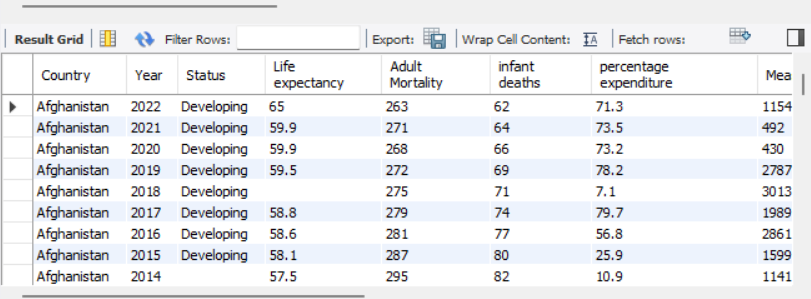 Result Grid Filter Rows: Export: Wrap Cell Content: Fetch rows:
Country Year Status Life expectancy Adult Mortality infant deaths percentage expenditure Mea
Afghanistan 2022 Developing 65 263 62 71.3 1154
Afghanistan 2021 Developing 59.9 271 64 73.5 492
Afghanistan 2020 Developing 59.9 268 66 73.2 430
Afghanistan 2019 Developing 59.5 272 69 78.2 2787
Afghanistan 2018 Developing 275 71 7.1 3013
Afghanistan 2017 Developing 58.8 279 74 79.7 1989
Afghanistan 2016 Developing 58.6 281 77 56.8 2861
Afghanistan 2015 Developing 58.1 287 80 25.9 1599
Afghanistan 2014 57.5 295 82 10.9 1141